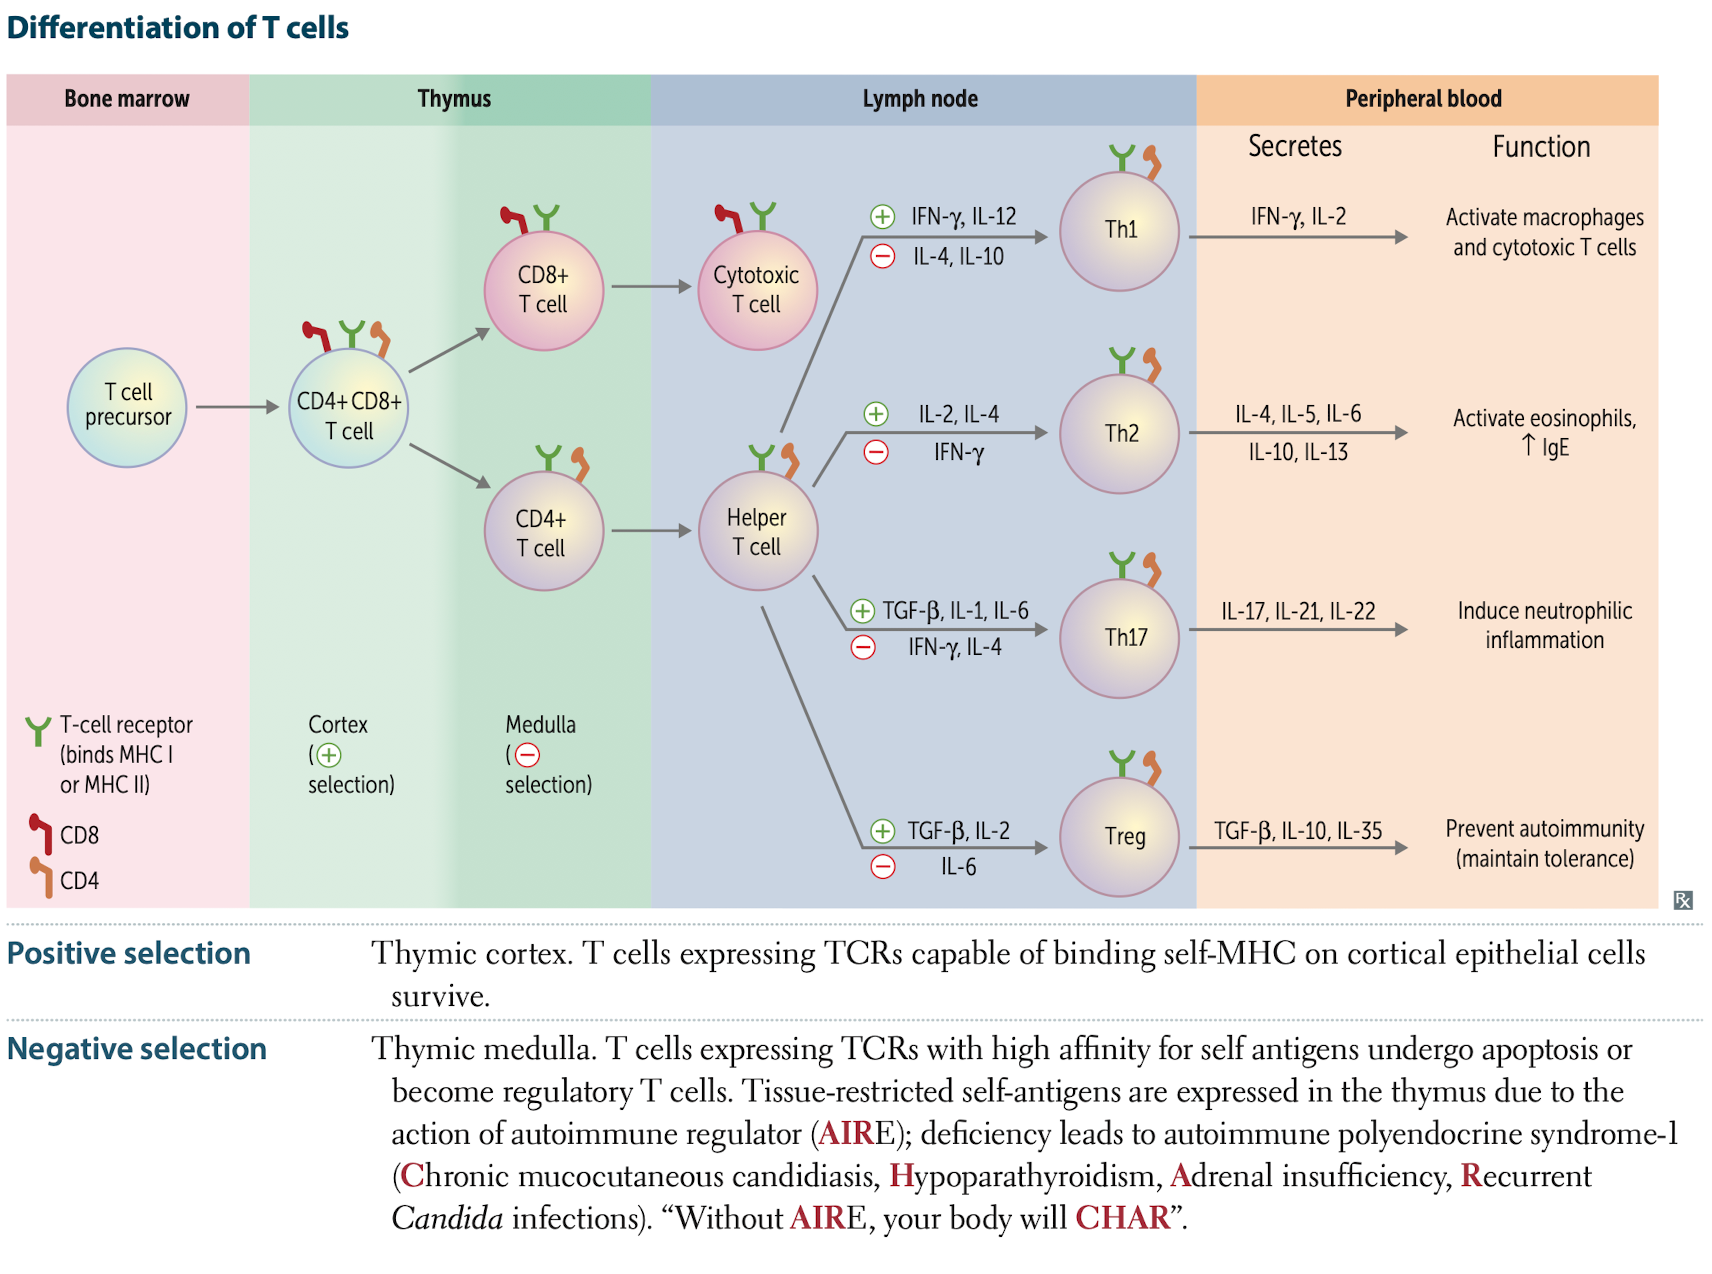 Differentiation of T cells
Bone marrow
Thymus
Lymph node
Peripheral blood
Secretes
Function
T cell
precursor
CD4+ CD8+
T cell
CD8+
T cell
CD4+
T cell
Cytotoxic
T cell
Helper
T cell
+ IFN-γ, IL-12
− IL-4, IL-10
Th1
IFN-γ, IL-2
Activate macrophages
and cytotoxic T cells
+ IL-2, IL-4
− IFN-γ
Th2
IL-4, IL-5, IL-6
IL-10, IL-13
Activate eosinophils,
↑ IgE
+ TGF-β, IL-1, IL-6
− IFN-γ, IL-4
Th17
IL-17, IL-21, IL-22
Induce neutrophilic
inflammation
+ TGF-β, IL-2
− IL-6
Treg
TGF-β, IL-10, IL-35
Prevent autoimmunity
(maintain tolerance)
T-cell receptor
(binds MHC I
or MHC II)
CD8
CD4
Cortex
(+
selection)
Medulla
(−
selection)
Rx
Positive selection
Thymic cortex. T cells expressing TCRs capable of binding self-MHC on cortical epithelial cells
survive.
Negative selection
Thymic medulla. T cells expressing TCRs with high affinity for self antigens undergo apoptosis or
become regulatory T cells. Tissue-restricted self-antigens are expressed in the thymus due to the
action of autoimmune regulator (AIRE); deficiency leads to autoimmune polyendocrine syndrome-1
(Chronic mucocutaneous candidiasis, Hypoparathyroidism, Adrenal insufficiency, Recurrent
Candida infections). “Without AIRE, your body will CHAR”.